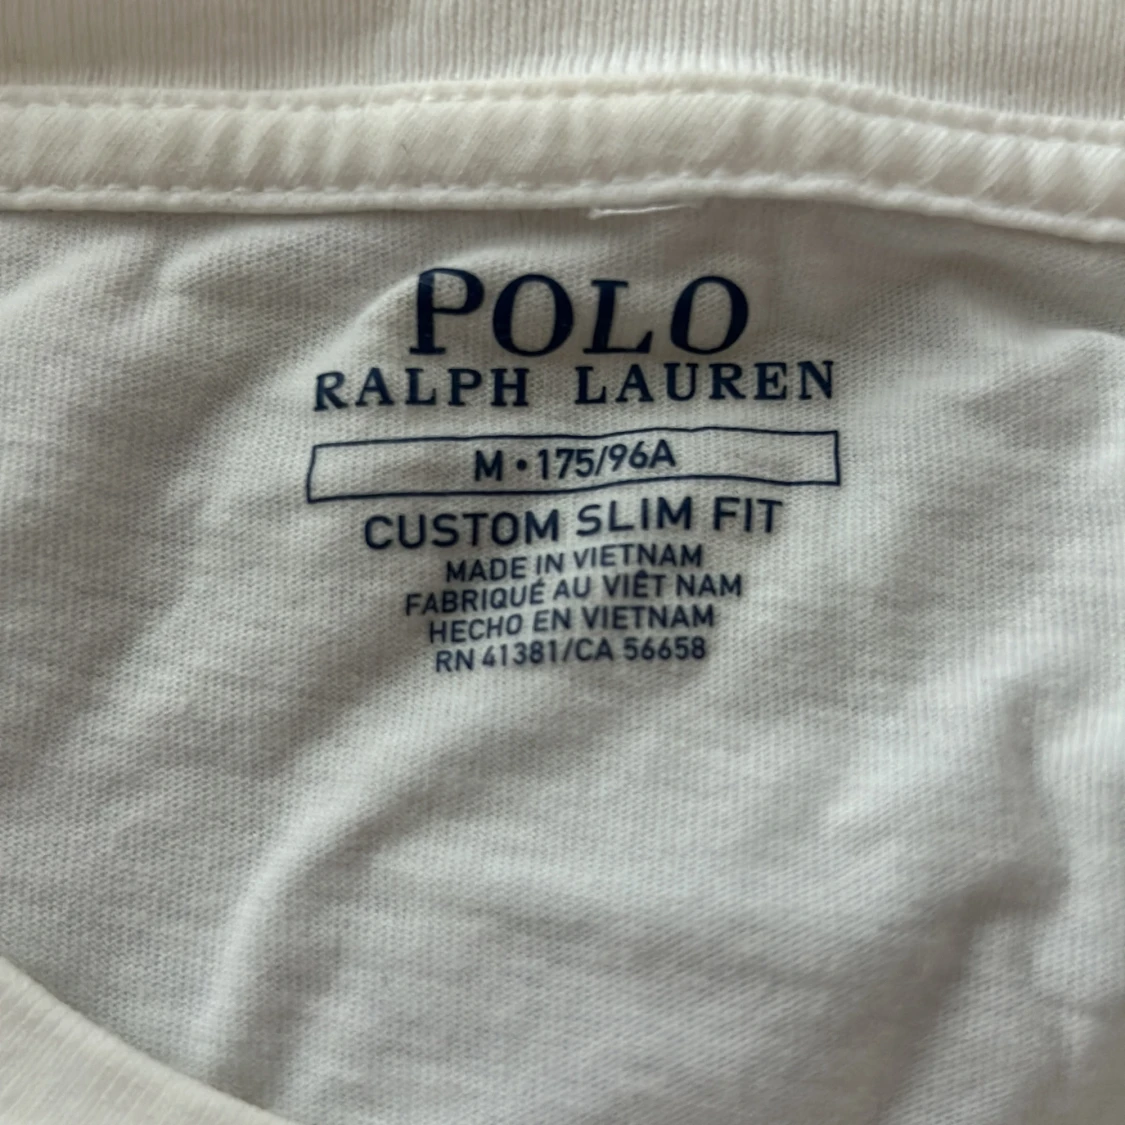 POLO
RALPH LAUREN
M • 175/96A
CUSTOM SLIM FIT
MADE IN VIETNAM
FABRIQUÉ AU VIÊT NAM
HECHO EN VIETNAM
RN 41381/CA 56658